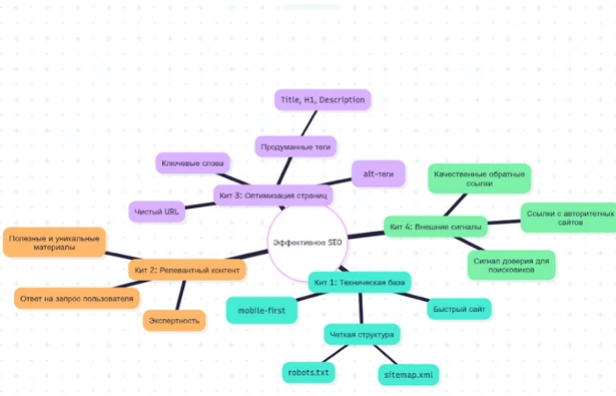 Title, H1, Description
Продуманные теги
Ключевые слова
alt-теги
Чистый URL
Кит 3: Оптимизация страниц
Качественные обратные
ссылки
Ссылки с авторитетных
сайтов
Кит 4: Внешние сигналы
Сигнал доверия для
поисковиков
Эффективное SEO
Полезные и уникальные
материалы
Кит 2: Релевантный контент
Ответ на запрос пользователя
Экспертность
Кит 1: Техническая база
mobile-first
Быстрый сайт
Четкая структура
robots.txt
sitemap.xml